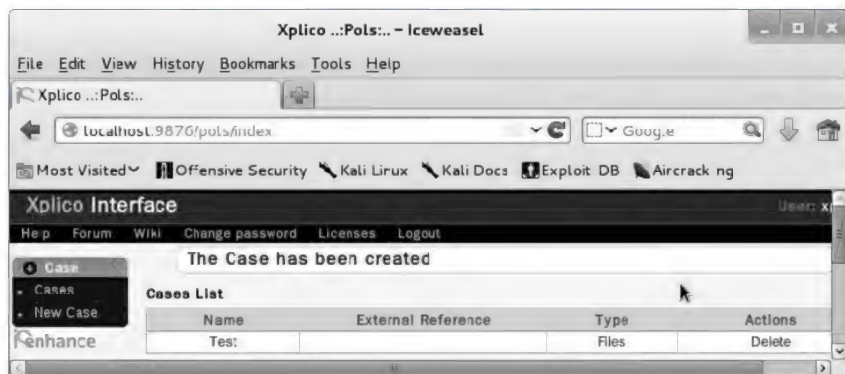 Xplico ..:Pols:.. – Iceweasel
File Edit View History Bookmarks Tools Help
Xplico ..:Pols:..
localhost:9876/pols/index
Google
Most Visited Offensive Security Kali Linux Kali Docs Exploit DB Aircrack ng
Xplico Interface
User: x
Help Forum Wiki Change password Licenses Logout
The Case has been created
Case
Cases
New Case
Cases List
Name External Reference Type Actions
Test Files Delete
enhance